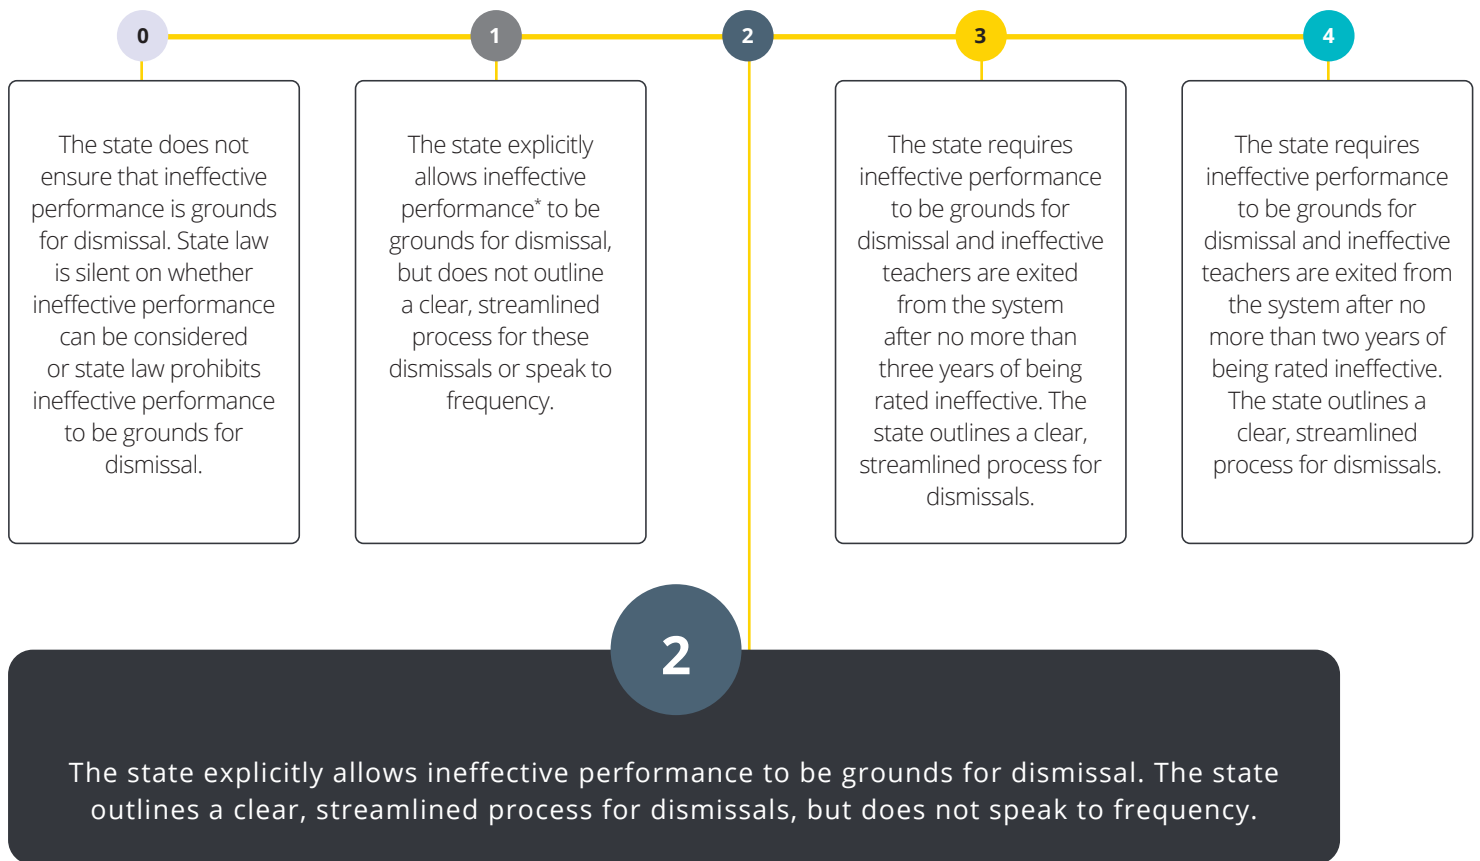 0
1
2
3
4
The state does not
ensure that ineffective
performance is grounds
for dismissal. State law
is silent on whether
ineffective performance
can be considered
or state law prohibits
ineffective performance
to be grounds for
dismissal.
The state explicitly
allows ineffective
performance* to be
grounds for dismissal,
but does not outline
a clear, streamlined
process for these
dismissals or speak to
frequency.
The state requires
ineffective performance
to be grounds for
dismissal and ineffective
teachers are exited
from the system
after no more than
three years of being
rated ineffective. The
state outlines a clear,
streamlined process for
dismissals.
The state requires
ineffective performance
to be grounds for
dismissal and ineffective
teachers are exited from
the system after no
more than two years of
being rated ineffective.
The state outlines a
clear, streamlined
process for dismissals.
2
The state explicitly allows ineffective performance to be grounds for dismissal. The state
outlines a clear, streamlined process for dismissals, but does not speak to frequency.